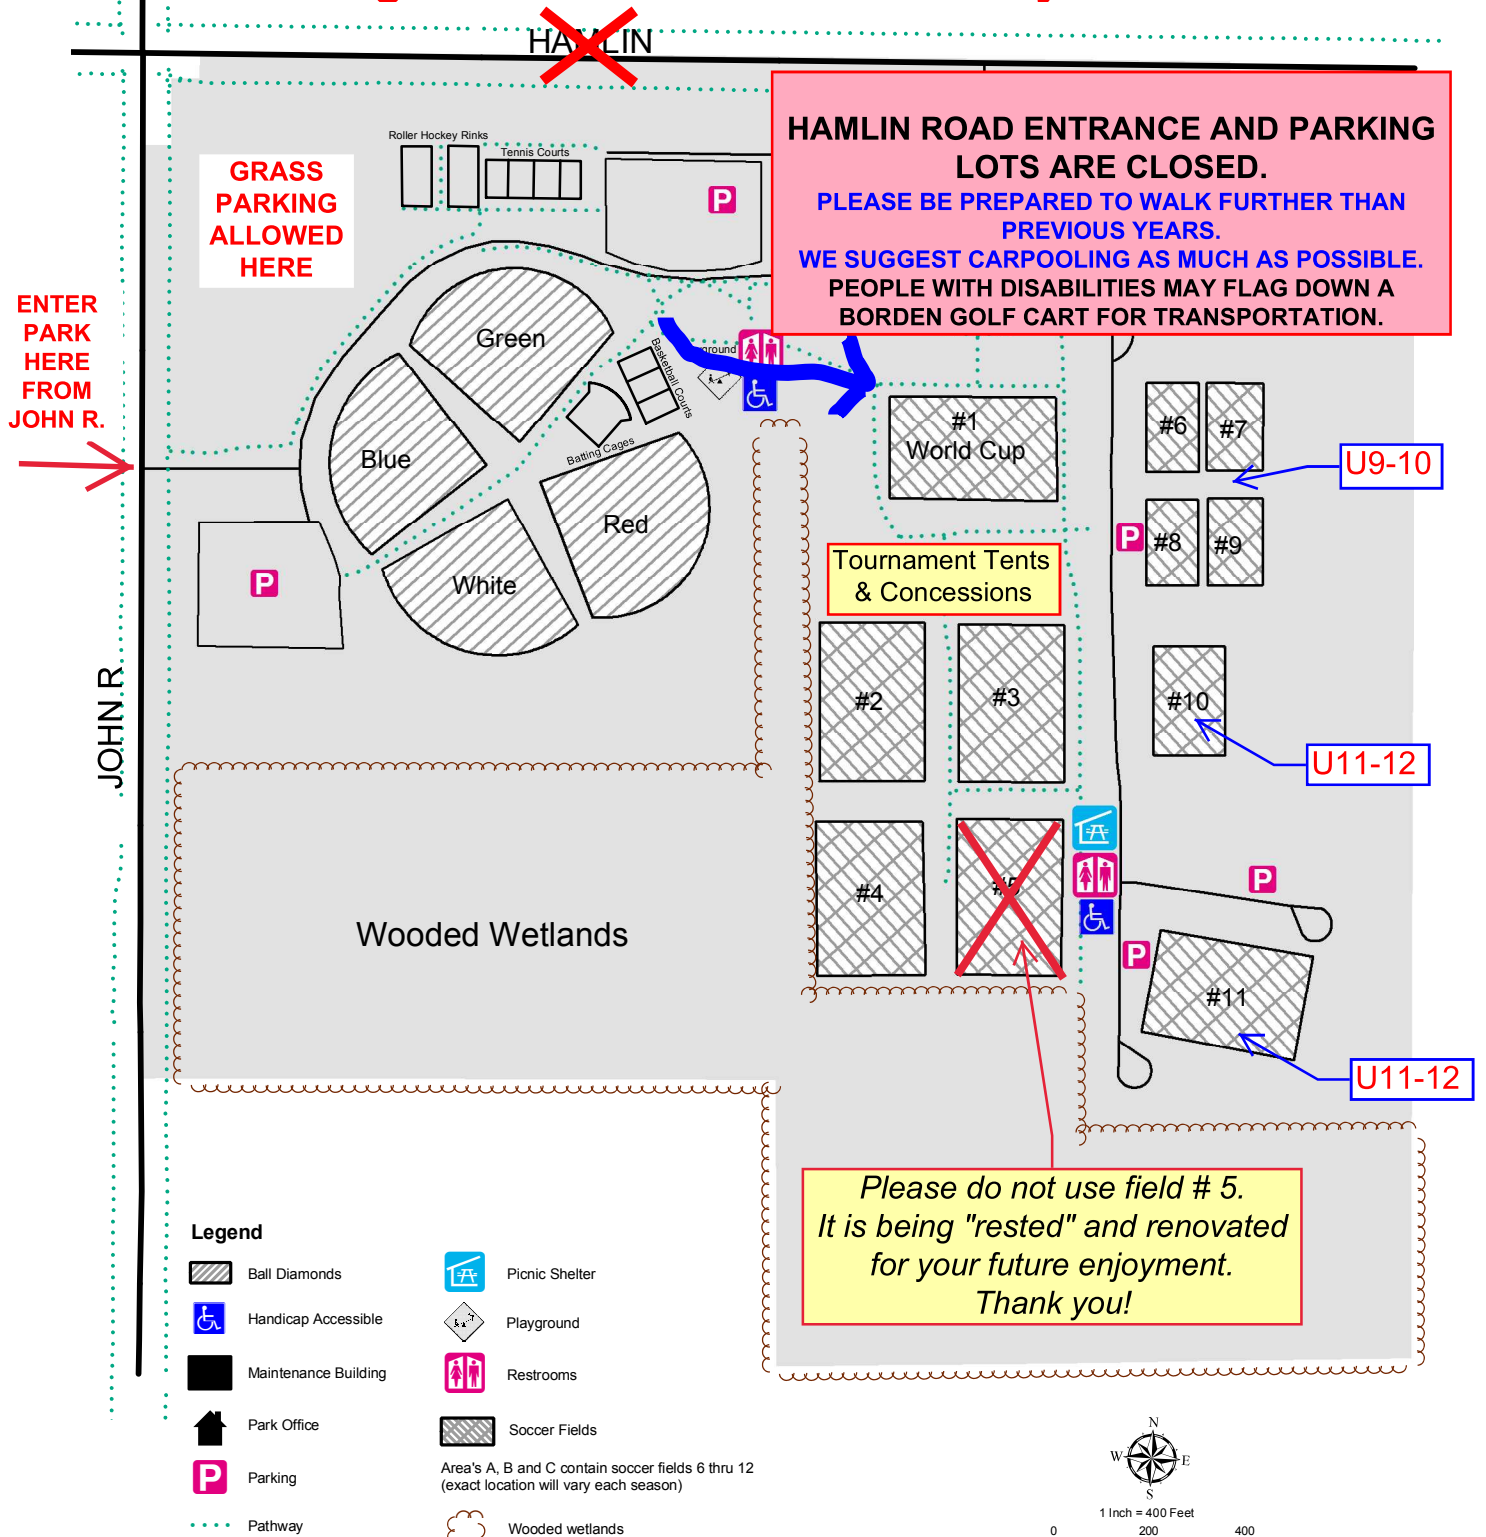 HAMLIN
HAMLIN ROAD ENTRANCE AND PARKING
LOTS ARE CLOSED.
PLEASE BE PREPARED TO WALK FURTHER THAN
PREVIOUS YEARS.
WE SUGGEST CARPOOLING AS MUCH AS POSSIBLE.
PEOPLE WITH DISABILITIES MAY FLAG DOWN A
BORDEN GOLF CART FOR TRANSPORTATION.
Roller Hockey Rinks
Tennis Courts
GRASS
PARKING
ALLOWED
HERE
P
ENTER
PARK
HERE
FROM
JOHN R.
Green
Basketball Courts
Blue
Batting Cages
Red
White
P
#1
World Cup
#6
#7
U9-10
P
#8
#9
Tournament Tents
& Concessions
#2
#3
#10
U11-12
JOHN R
#4
#5
P
P
#11
U11-12
Wooded Wetlands
Please do not use field # 5.
It is being "rested" and renovated
for your future enjoyment.
Thank you!
Legend
Ball Diamonds
Handicap Accessible
Maintenance Building
Park Office
P
Parking
Pathway
Picnic Shelter
Playground
Restrooms
Soccer Fields
Area's A, B and C contain soccer fields 6 thru 12
(exact location will vary each season)
Wooded wetlands
N
W
E
S
1 Inch = 400 Feet
0 200 400